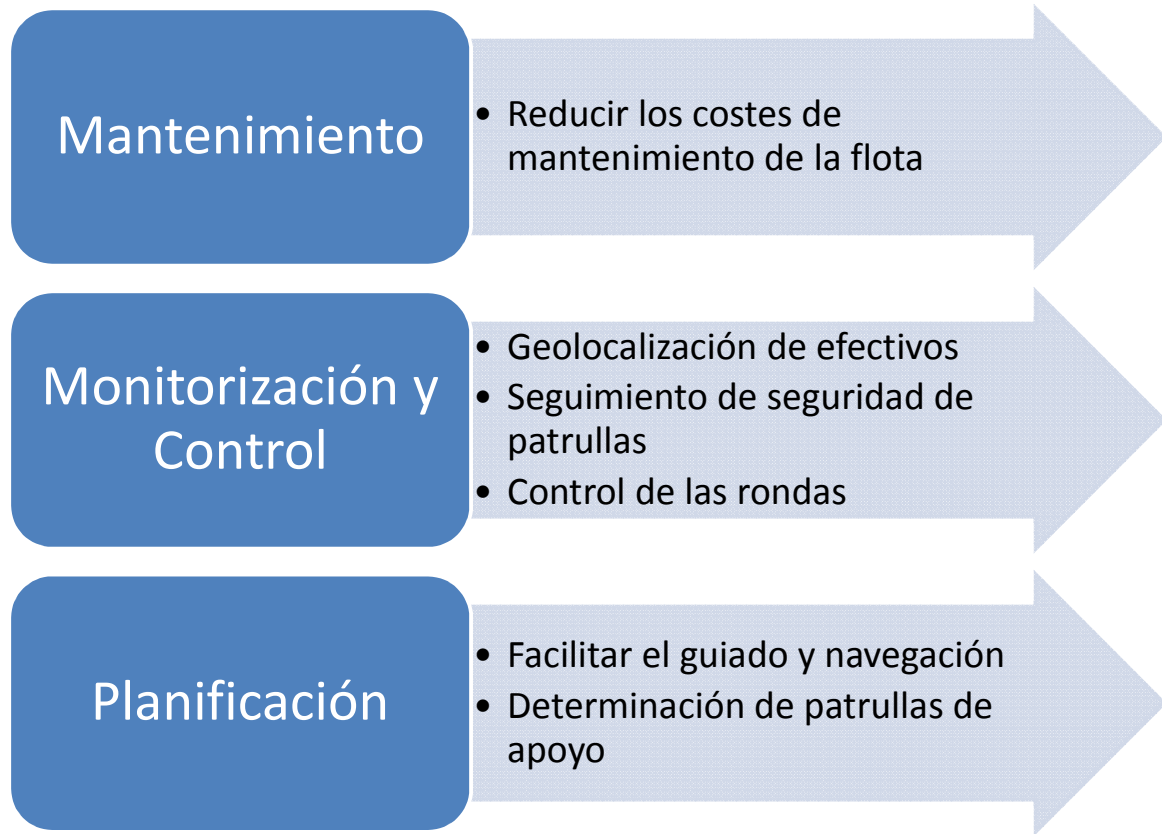 Mantenimiento
• Reducir los costes de
mantenimiento de la flota
Monitorización y
Control
• Geolocalización de efectivos
• Seguimiento de seguridad de
patrullas
• Control de las rondas
Planificación
• Facilitar el guiado y navegación
• Determinación de patrullas de
apoyo